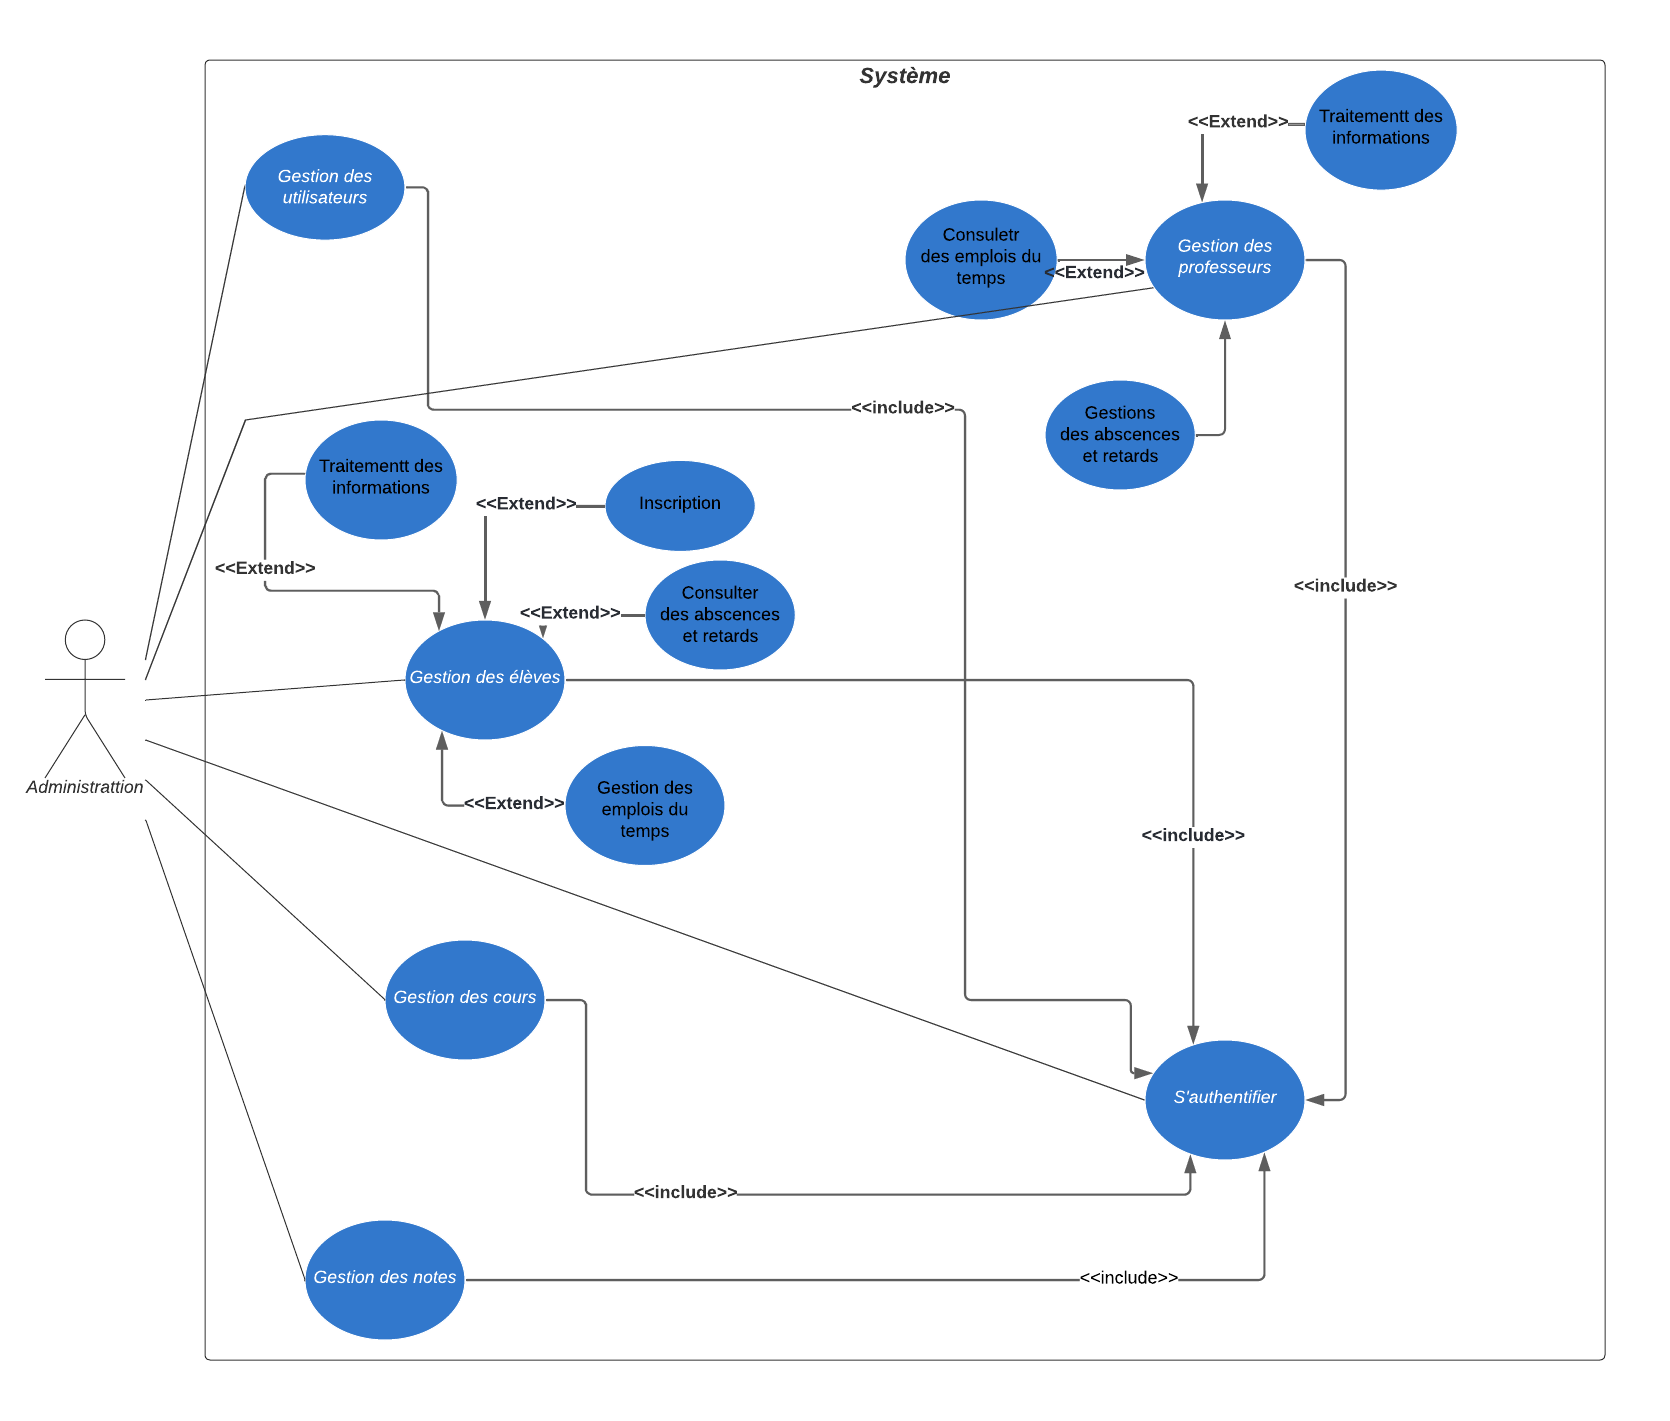 Système
Traitementt des
informations
<<Extend>>
Gestion des
utilisateurs
Consuletr
des emplois du
temps
<<Extend>>
Gestion des
professeurs
<<include>>
Gestions
des abscences
et retards
Traitementt des
informations
<<Extend>>
Inscription
<<Extend>>
<<include>>
Consulter
des abscences
et retards
<<Extend>>
Gestion des élèves
Administrattion
Gestion des
emplois du
temps
<<Extend>>
<<include>>
Gestion des cours
S'authentifier
<<include>>
Gestion des notes
<<include>>